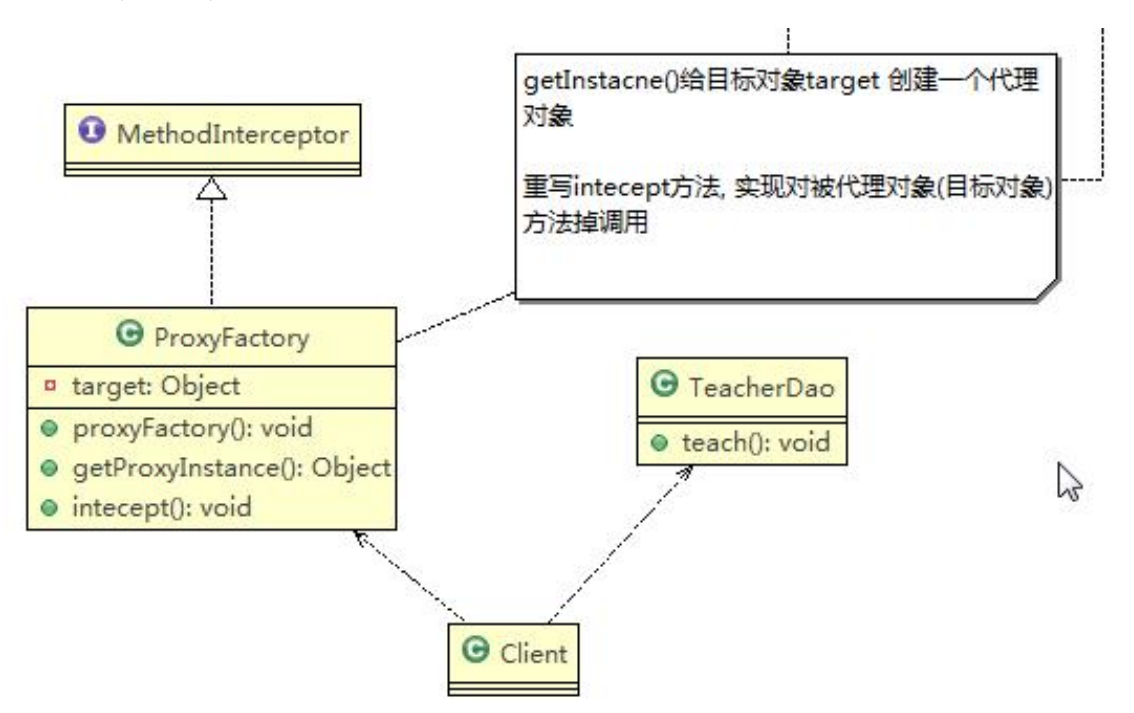 getInstacne()给目标对象target 创建一个代理
对象
重写intecept方法, 实现对被代理对象(目标对象)
方法掉调用
I MethodInterceptor
C ProxyFactory
target: Object
proxyFactory(): void
getProxyInstance(): Object
intecept(): void
C TeacherDao
teach(): void
C Client